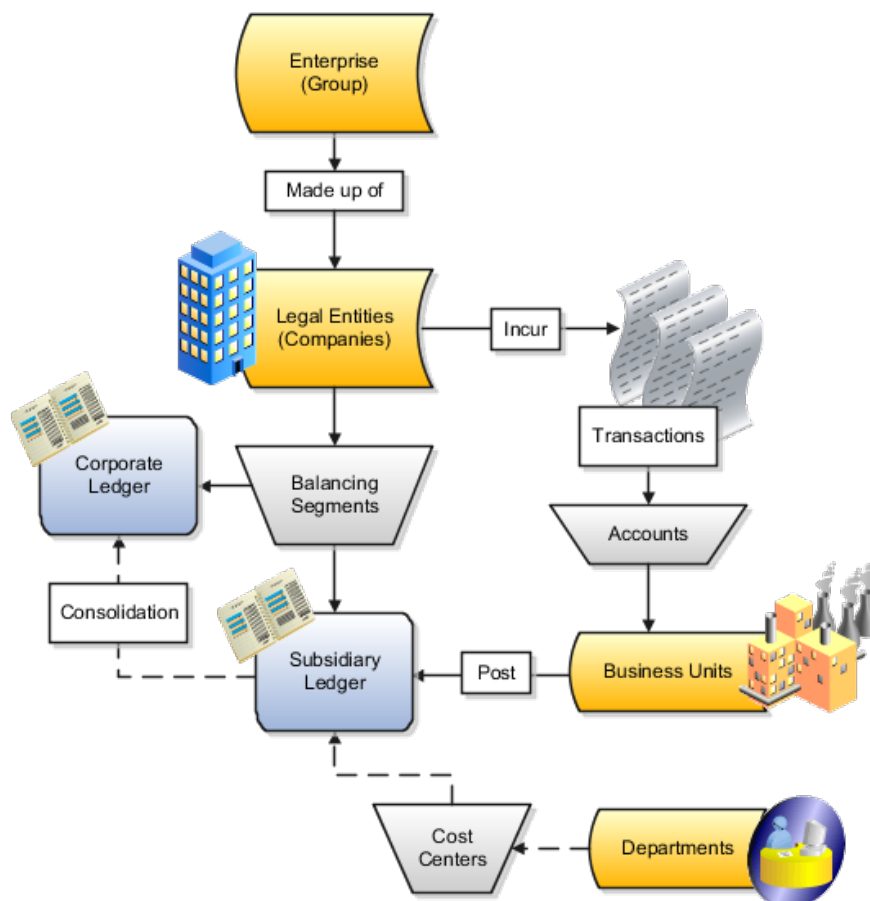 Enterprise
(Group)
Made up of
Legal Entities
(Companies)
Incur
Transactions
Corporate
Ledger
Balancing
Segments
Accounts
Consolidation
Subsidiary
Ledger
Post
Business Units
Cost
Centers
Departments